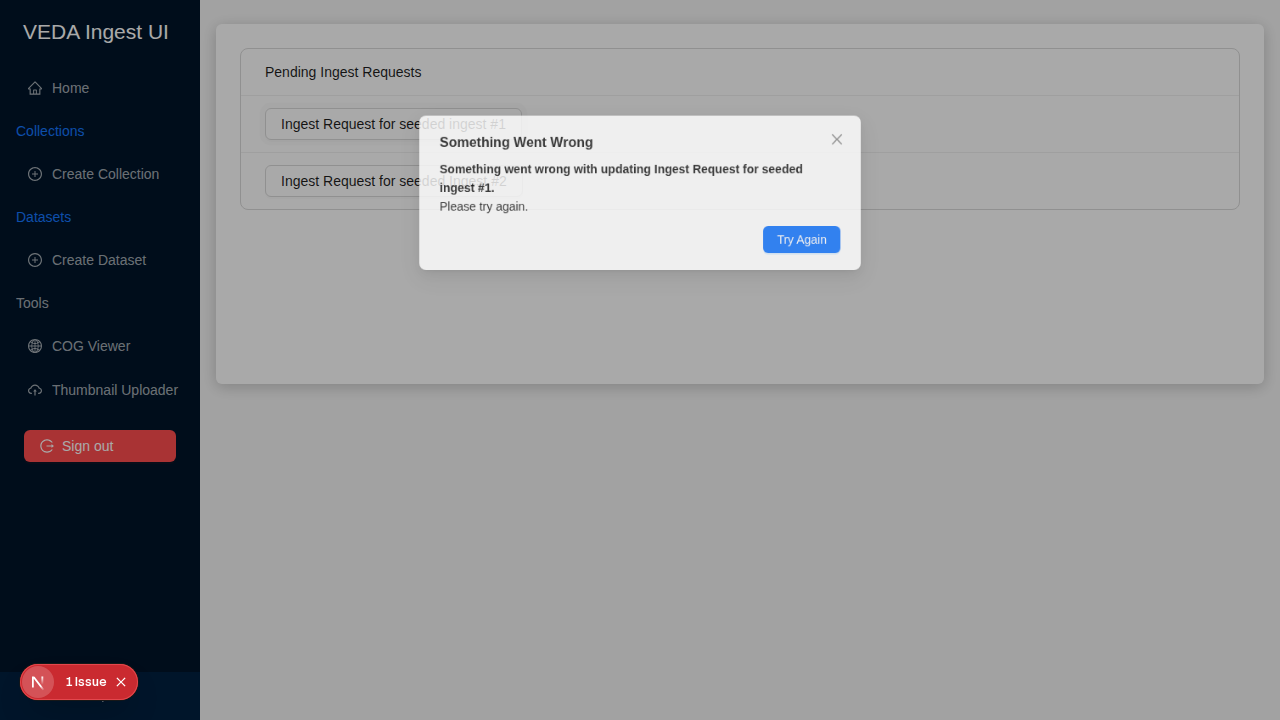 VEDA Ingest UI
Home
Collections
Create Collection
Datasets
Create Dataset
Tools
COG Viewer
Thumbnail Uploader
Sign out
1 Issue
Pending Ingest Requests
Ingest Request for seeded ingest #1
Ingest Request for seeded ingest #2
Something Went Wrong
Something went wrong with updating Ingest Request for seeded
ingest #1.
Please try again.
Try Again